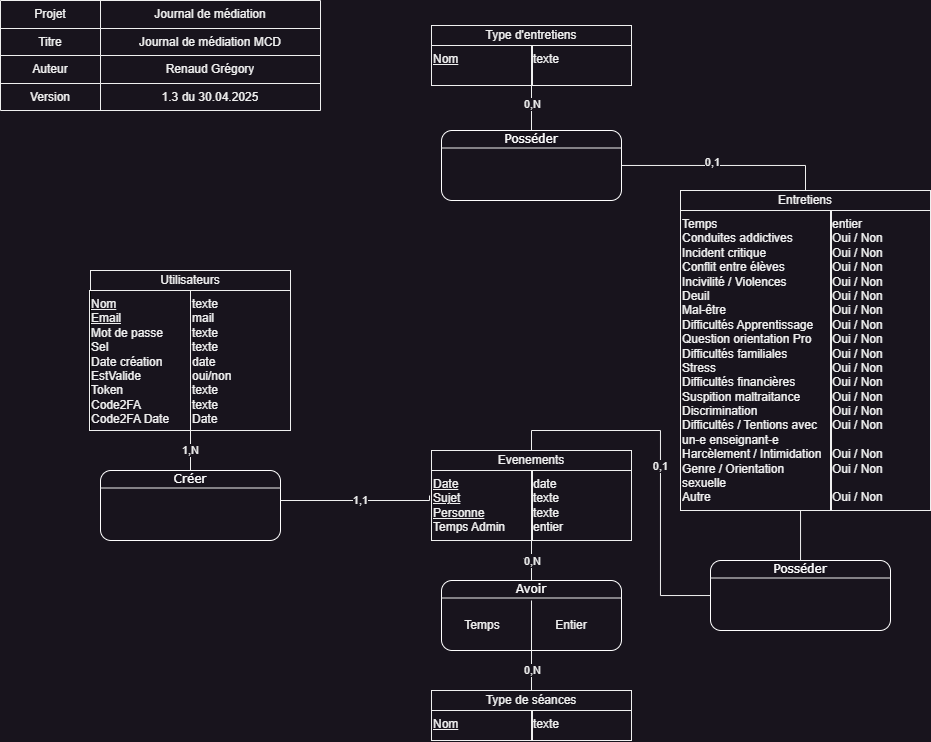 Projet
Journal de médiation
Titre
Journal de médiation MCD
Auteur
Renaud Grégory
Version
1.3 du 30.04.2025
Type d'entretiens
Nom texte
0,N
Posséder
0,1
Entretiens
Temps entier
Conduites addictives Oui / Non
Incident critique Oui / Non
Conflit entre élèves Oui / Non
Incivilité / Violences Oui / Non
Deuil Oui / Non
Mal-être Oui / Non
Difficultés Apprentissage Oui / Non
Question orientation Pro Oui / Non
Difficultés familiales Oui / Non
Stress Oui / Non
Difficultés financières Oui / Non
Suspition maltraitance Oui / Non
Discrimination Oui / Non
Difficultés / Tentions avec Oui / Non
un-e enseignant-e
Harcèlement / Intimidation Oui / Non
Genre / Orientation Oui / Non
sexuelle
Autre Oui / Non
Utilisateurs
Nom texte
Email mail
Mot de passe texte
Sel texte
Date création date
EstValide oui/non
Token texte
Code2FA texte
Code2FA Date Date
1,N
Créer
1,1
Evenements
Date date
Sujet texte
Personne texte
Temps Admin entier
0,1
Posséder
0,N
Avoir
Temps Entier
0,N
Type de séances
Nom texte